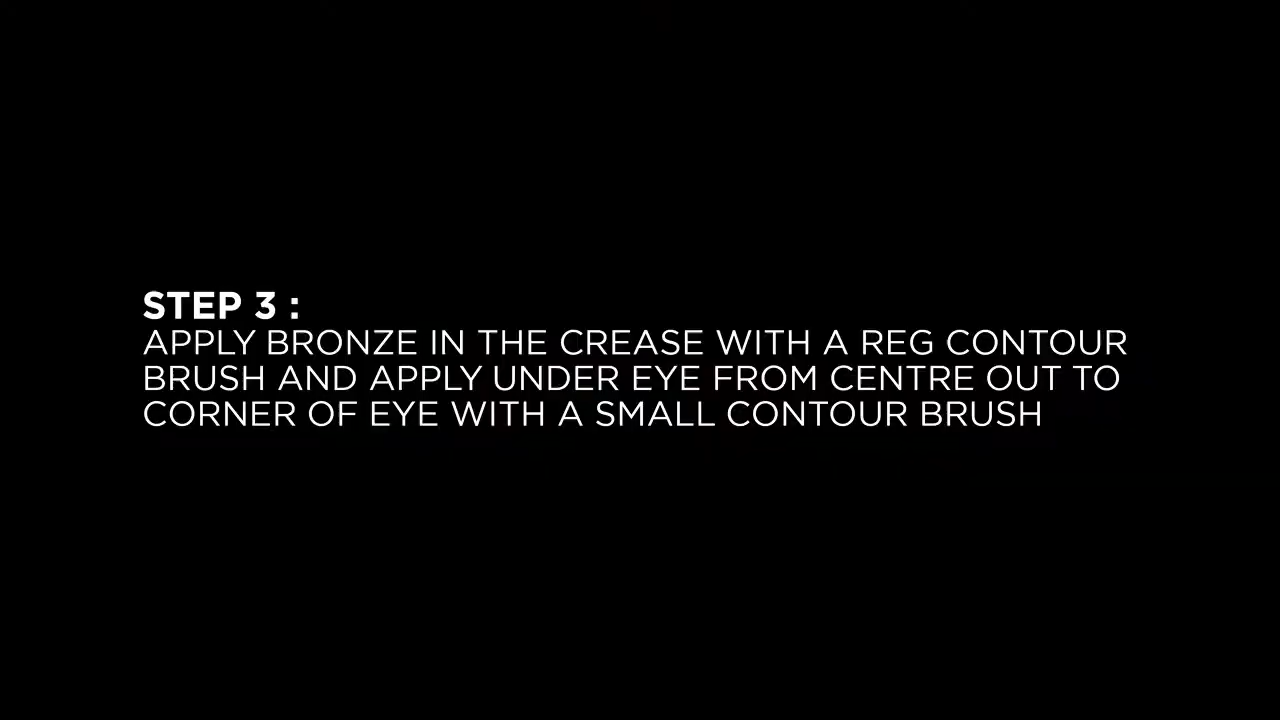 STEP 3 :
APPLY BRONZE IN THE CREASE WITH A REG CONTOUR
BRUSH AND APPLY UNDER EYE FROM CENTRE OUT TO
CORNER OF EYE WITH A SMALL CONTOUR BRUSH